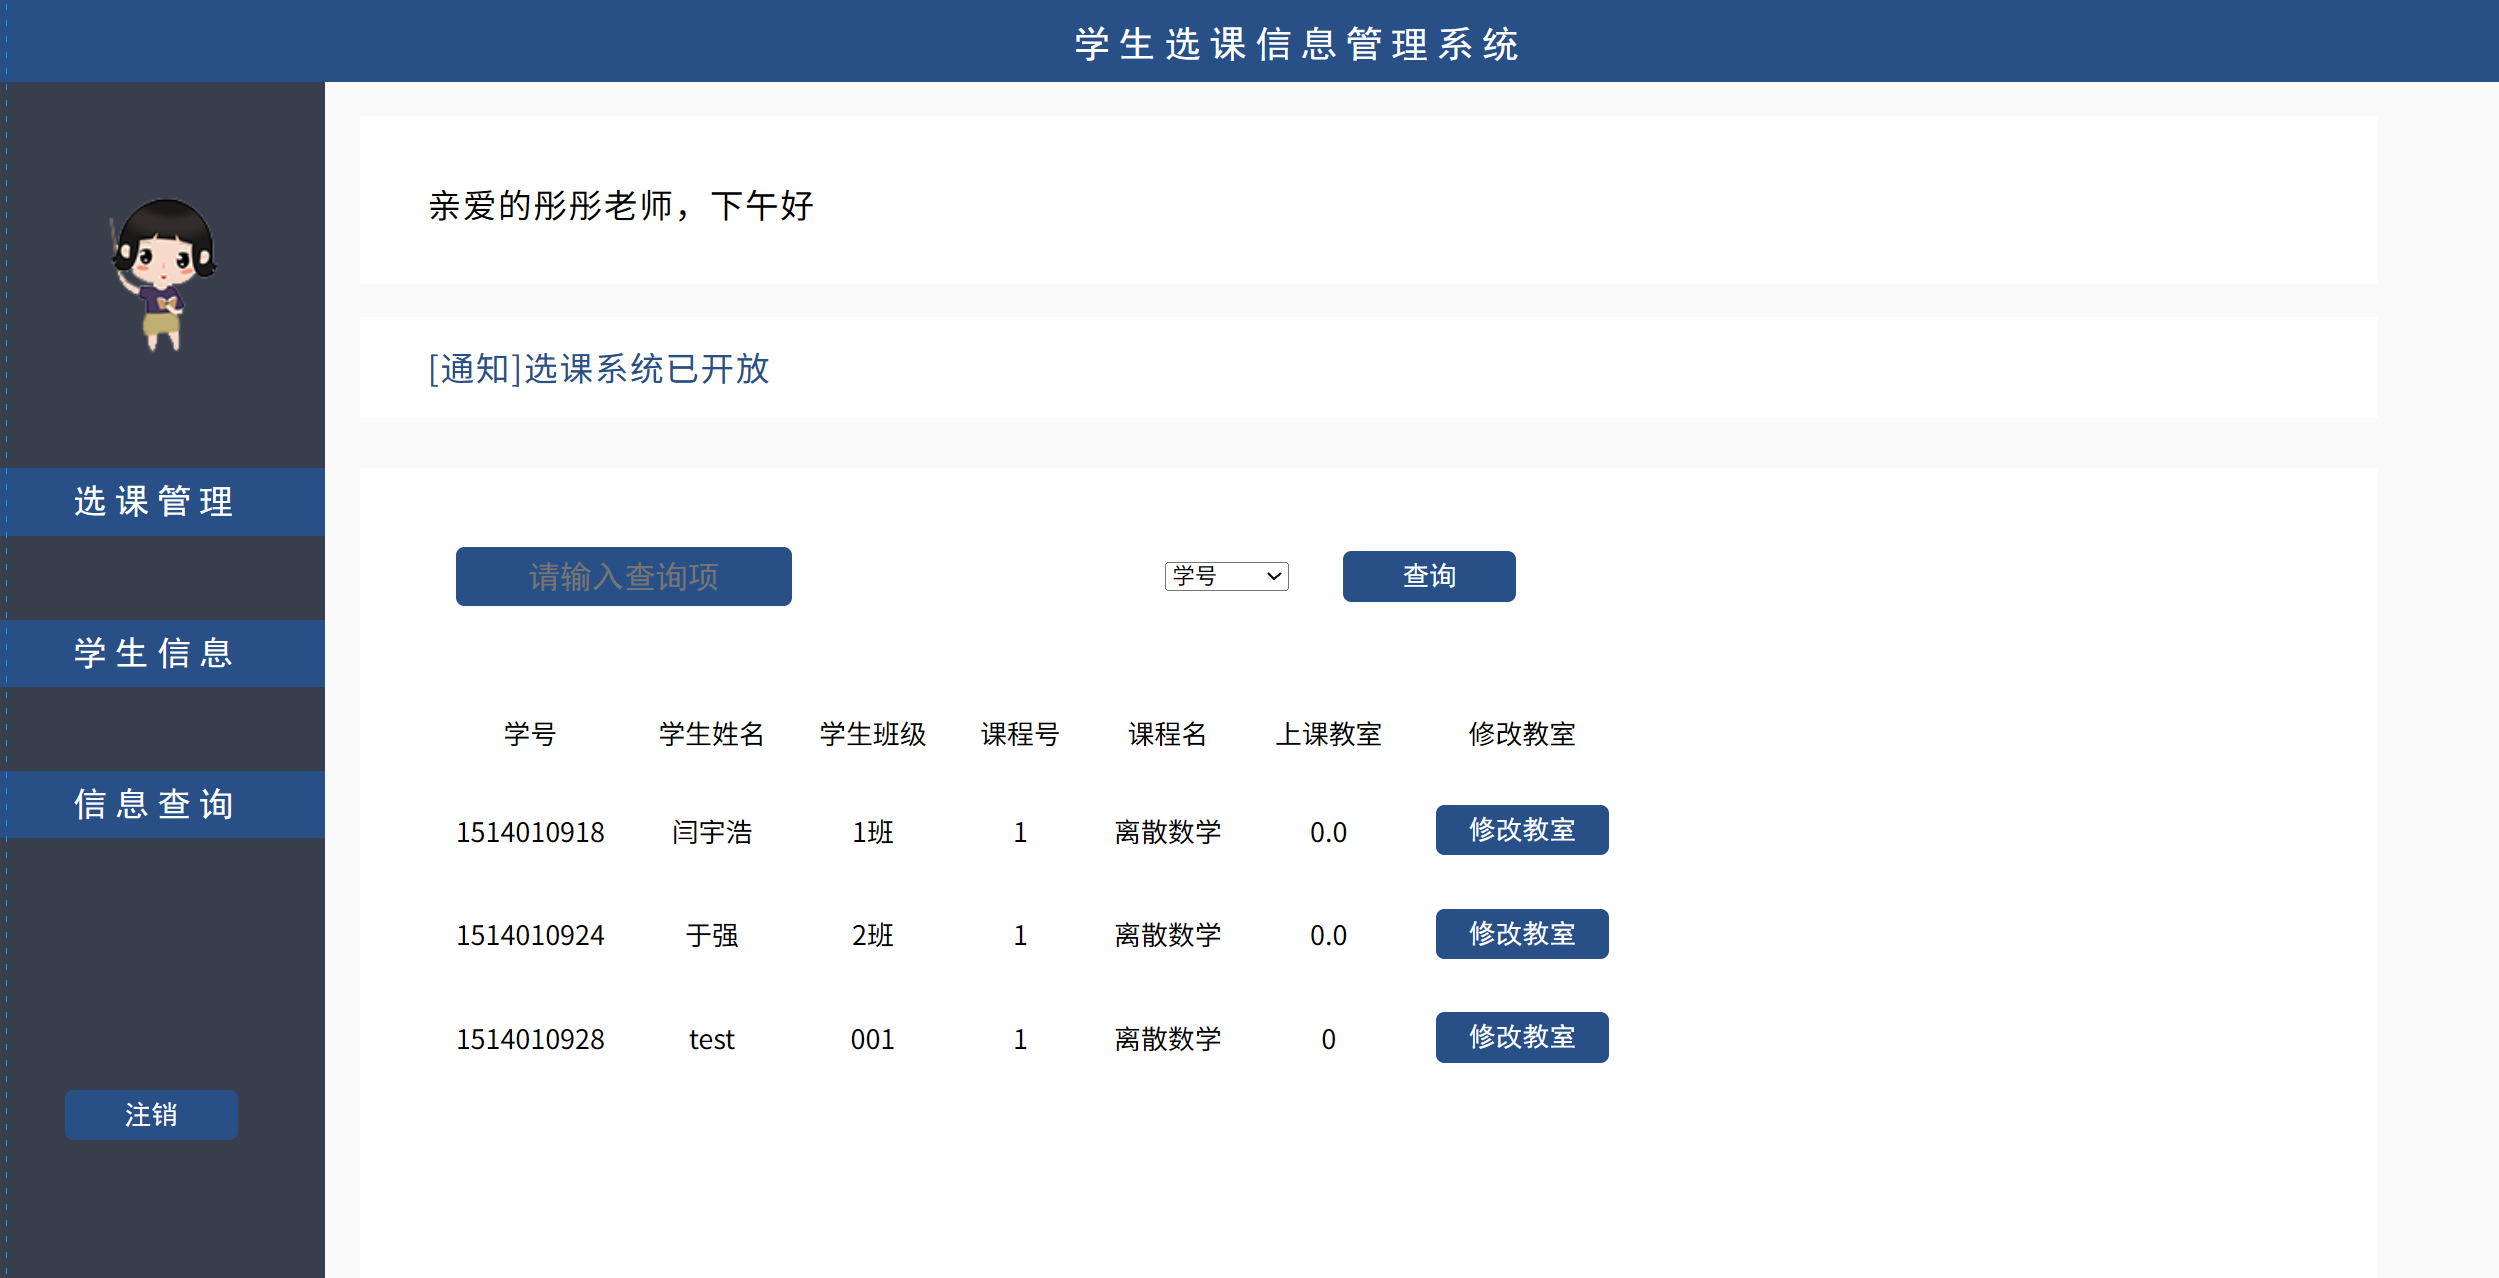 学生选课信息管理系统
亲爱的彤彤老师，下午好
[通知]选课系统已开放
选课管理
学生信息
信息查询
注销
请输入查询项 学号 查询
学号 学生姓名 学生班级 课程号 课程名 上课教室 修改教室
1514010918 闫宇浩 1班 1 离散数学 0.0 修改教室
1514010924 于强 2班 1 离散数学 0.0 修改教室
1514010928 test 001 1 离散数学 0 修改教室